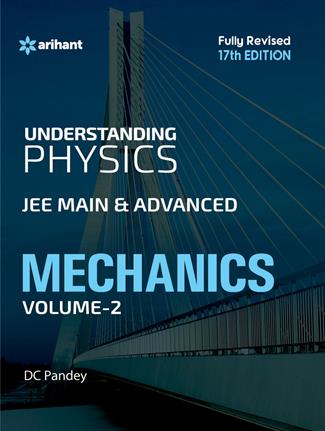 arihant
Fully Revised
17th EDITION
UNDERSTANDING
PHYSICS
JEE MAIN & ADVANCED
MECHANICS
VOLUME-2
DC Pandey